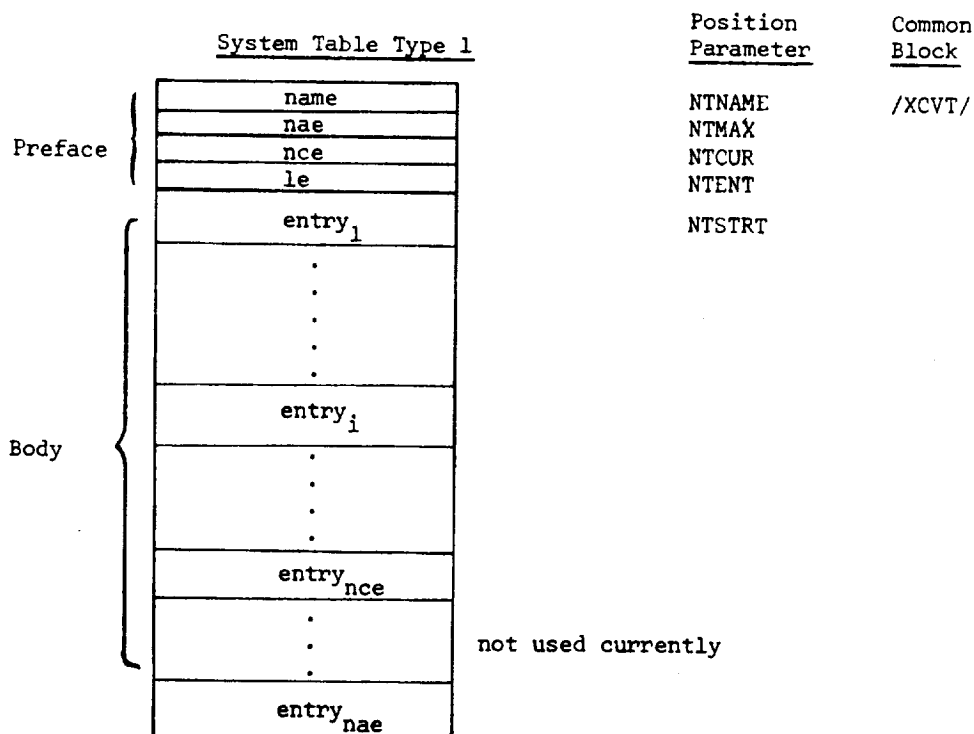 System Table Type 1
Position Parameter
Common Block
Preface
name NTNAME /XCVT/
nae NTMAX
nce NTCUR
le NTENT
entry1 NTSTRT
.
.
.
.
.
Body
entryi
.
.
.
.
entrynce
.
.
.
not used currently
entrynae